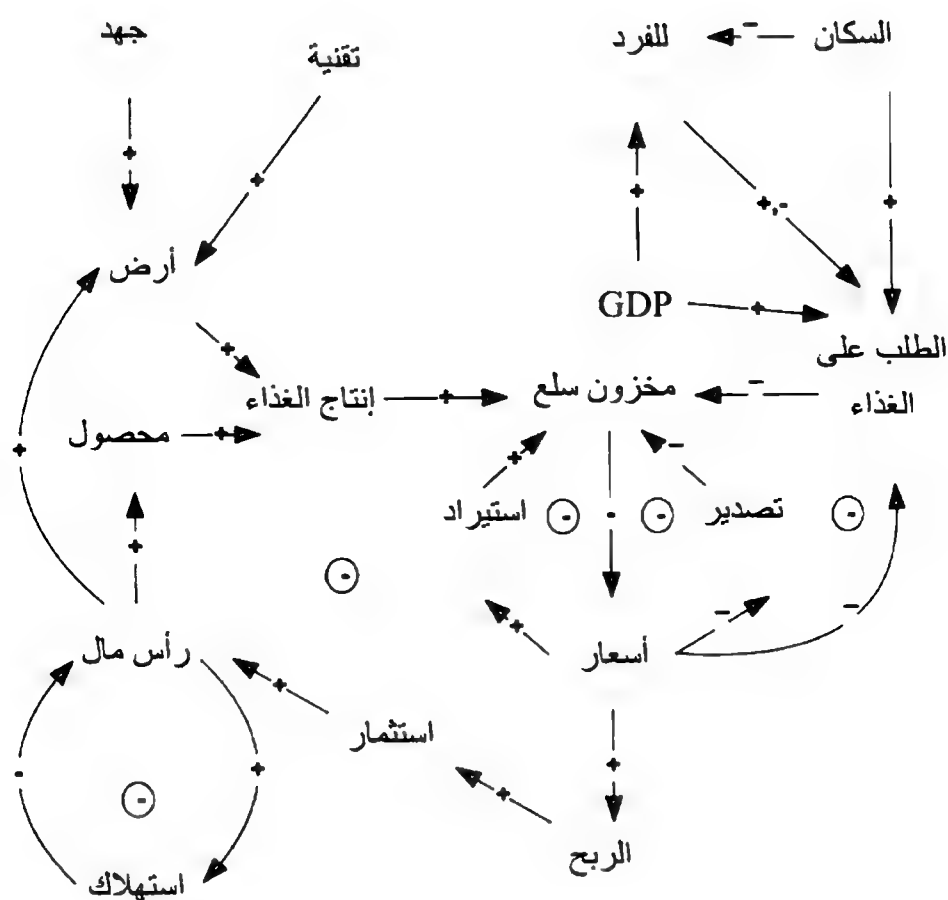 السكان
للفرد
جهد
تقنية
+
-
+
+
+
+,-
+
أرض
GDP
+
الطلب على
الغذاء
+
-
مخزون سلع
+
إنتاج الغذاء
محصول
+
+
+
-
استيراد
تصدير
-
-
-
-
+
-
+
-
-
أسعار
رأس مال
+
استثمار
+
+
-
+
-
الربح
استهلاك